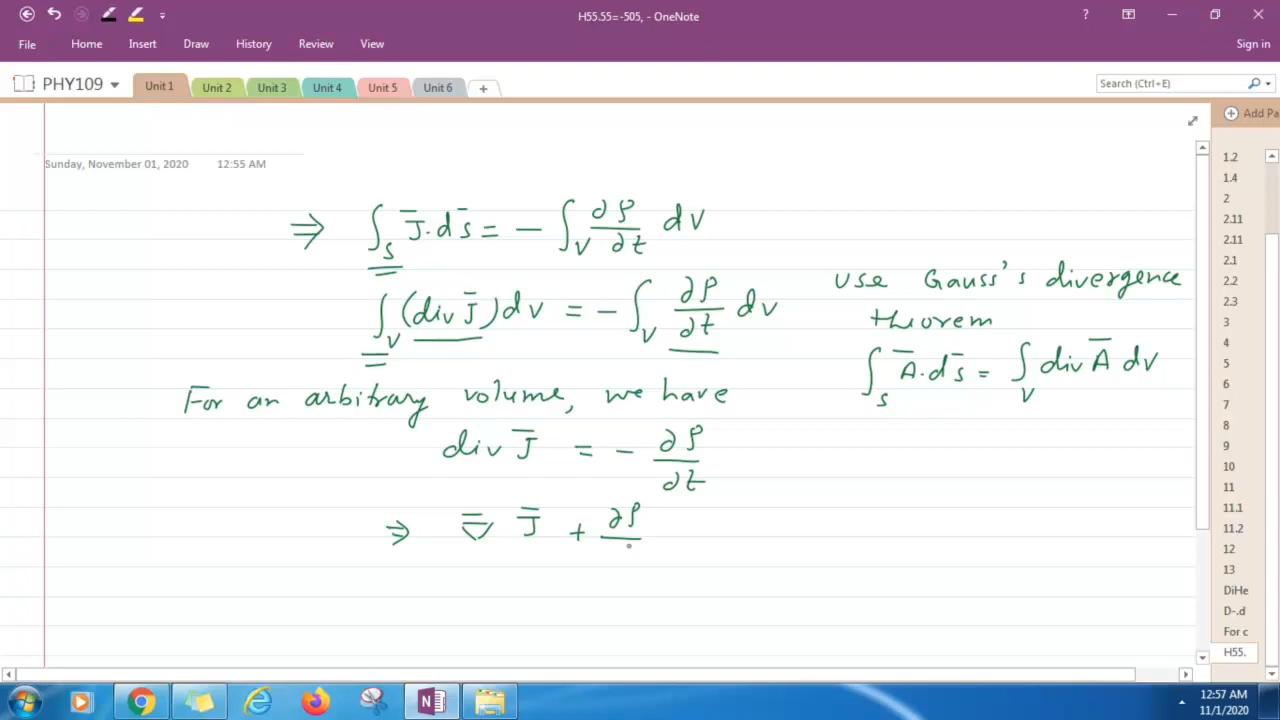 H55.55=-505, - OneNote
?
File Home Insert Draw History Review View Sign in
PHY109 Unit 1 Unit 2 Unit 3 Unit 4 Unit 5 Unit 6 + Search (Ctrl+E)
Add Pa
Sunday, November 01, 2020 12:55 AM
⇒ ∫_S J̄.ds̄ = - ∫_V ∂ρ/∂t dV
∫_V (div J̄) dV = - ∫_V ∂ρ/∂t dV
For an arbitrary volume, we have
div J̄ = - ∂ρ/∂t
⇒ ∇̄ J̄ + ∂ρ
use Gauss's divergence
theorem
∫_S Ā.ds̄ = ∫_V div Ā dV
1.2
1.4
2
2.11
2.11
2.1
2.2
2.3
3
4
5
6
7
8
9
10
11
11.1
11.2
12
13
DiHe
D-.d
For c
H55.
12:57 AM
11/1/2020